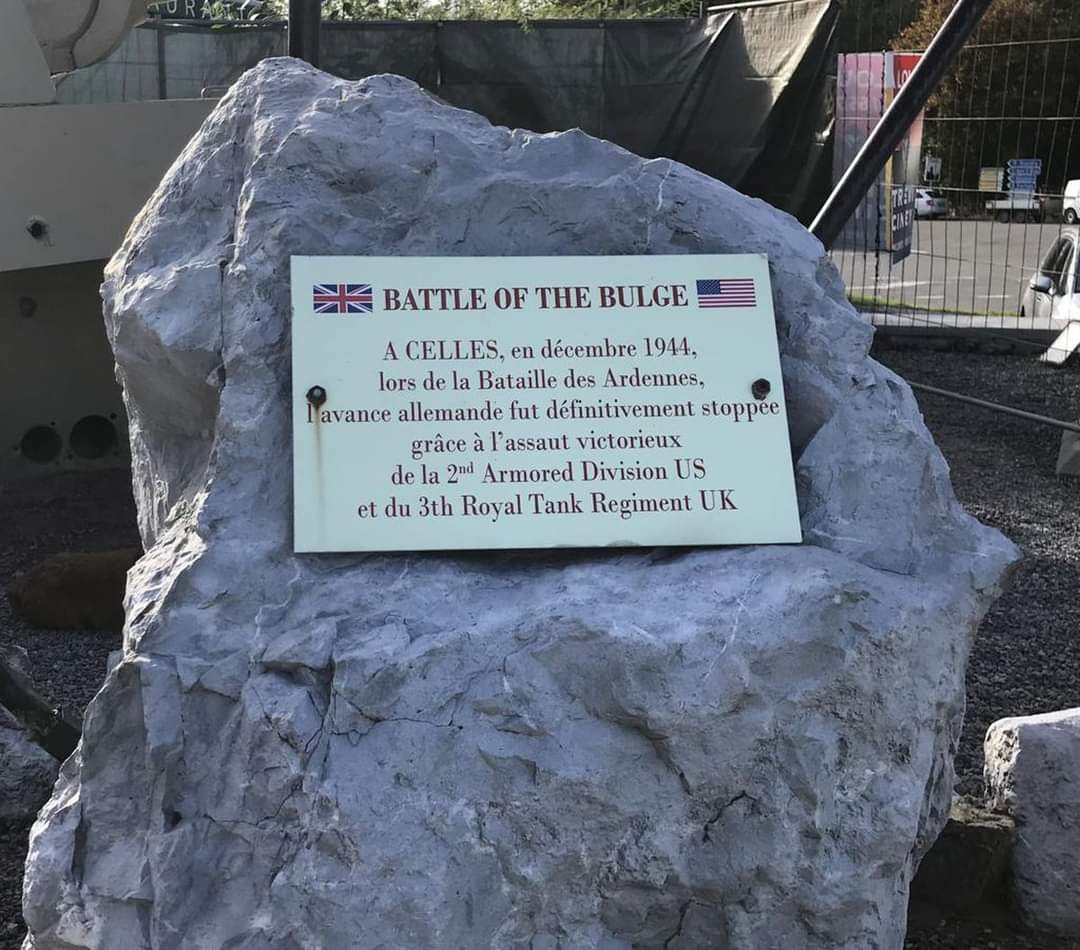 BATTLE OF THE BULGE
A CELLES, en décembre 1944,
lors de la Bataille des Ardennes,
l'avance allemande fut définitivement stoppée
grâce à l'assaut victorieux
de la 2nd Armored Division US
et du 3th Royal Tank Regiment UK